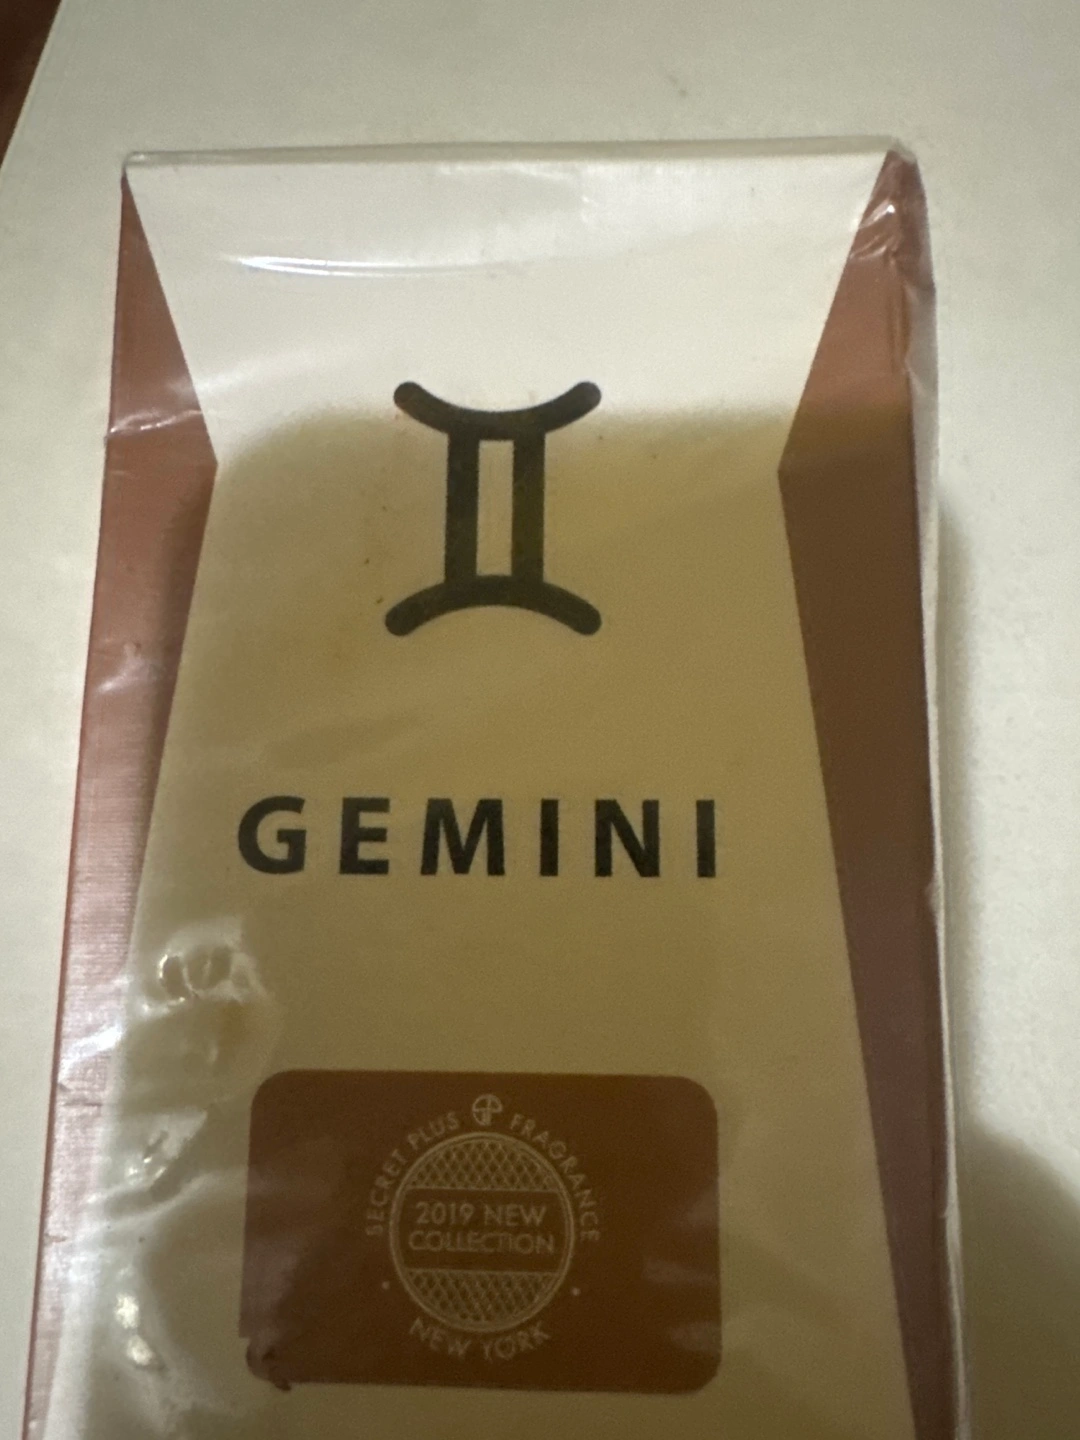 GEMINI
SECRET PLUS FRAGRANCE
2019 NEW
COLLECTION
NEW YORK